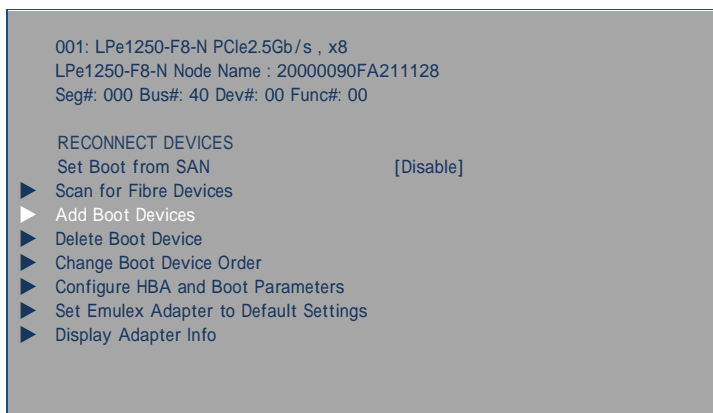 001: LPe1250-F8-N PCIe2.5Gb/s , x8
LPe1250-F8-N Node Name : 20000090FA211128
Seg#: 000 Bus#: 40 Dev#: 00 Func#: 00
RECONNECT DEVICES
Set Boot from SAN [Disable]
Scan for Fibre Devices
Add Boot Devices
Delete Boot Device
Change Boot Device Order
Configure HBA and Boot Parameters
Set Emulex Adapter to Default Settings
Display Adapter Info